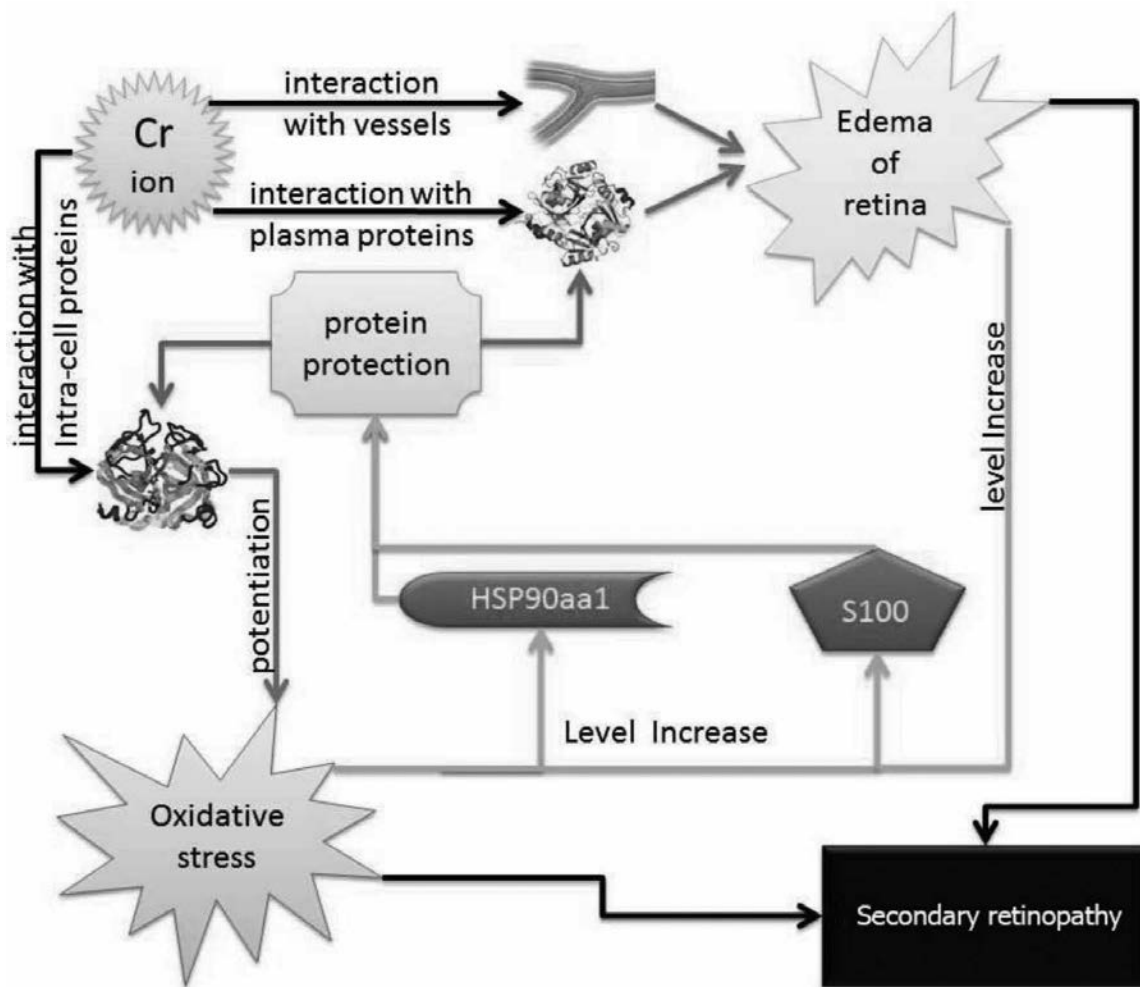 Cr
ion
interaction
with vessels
interaction with
plasma proteins
Edema
of
retina
interaction with
Intra-cell proteins
protein
protection
level Increase
HSP90aa1
S100
potentiation
Level Increase
Oxidative
stress
Secondary retinopathy